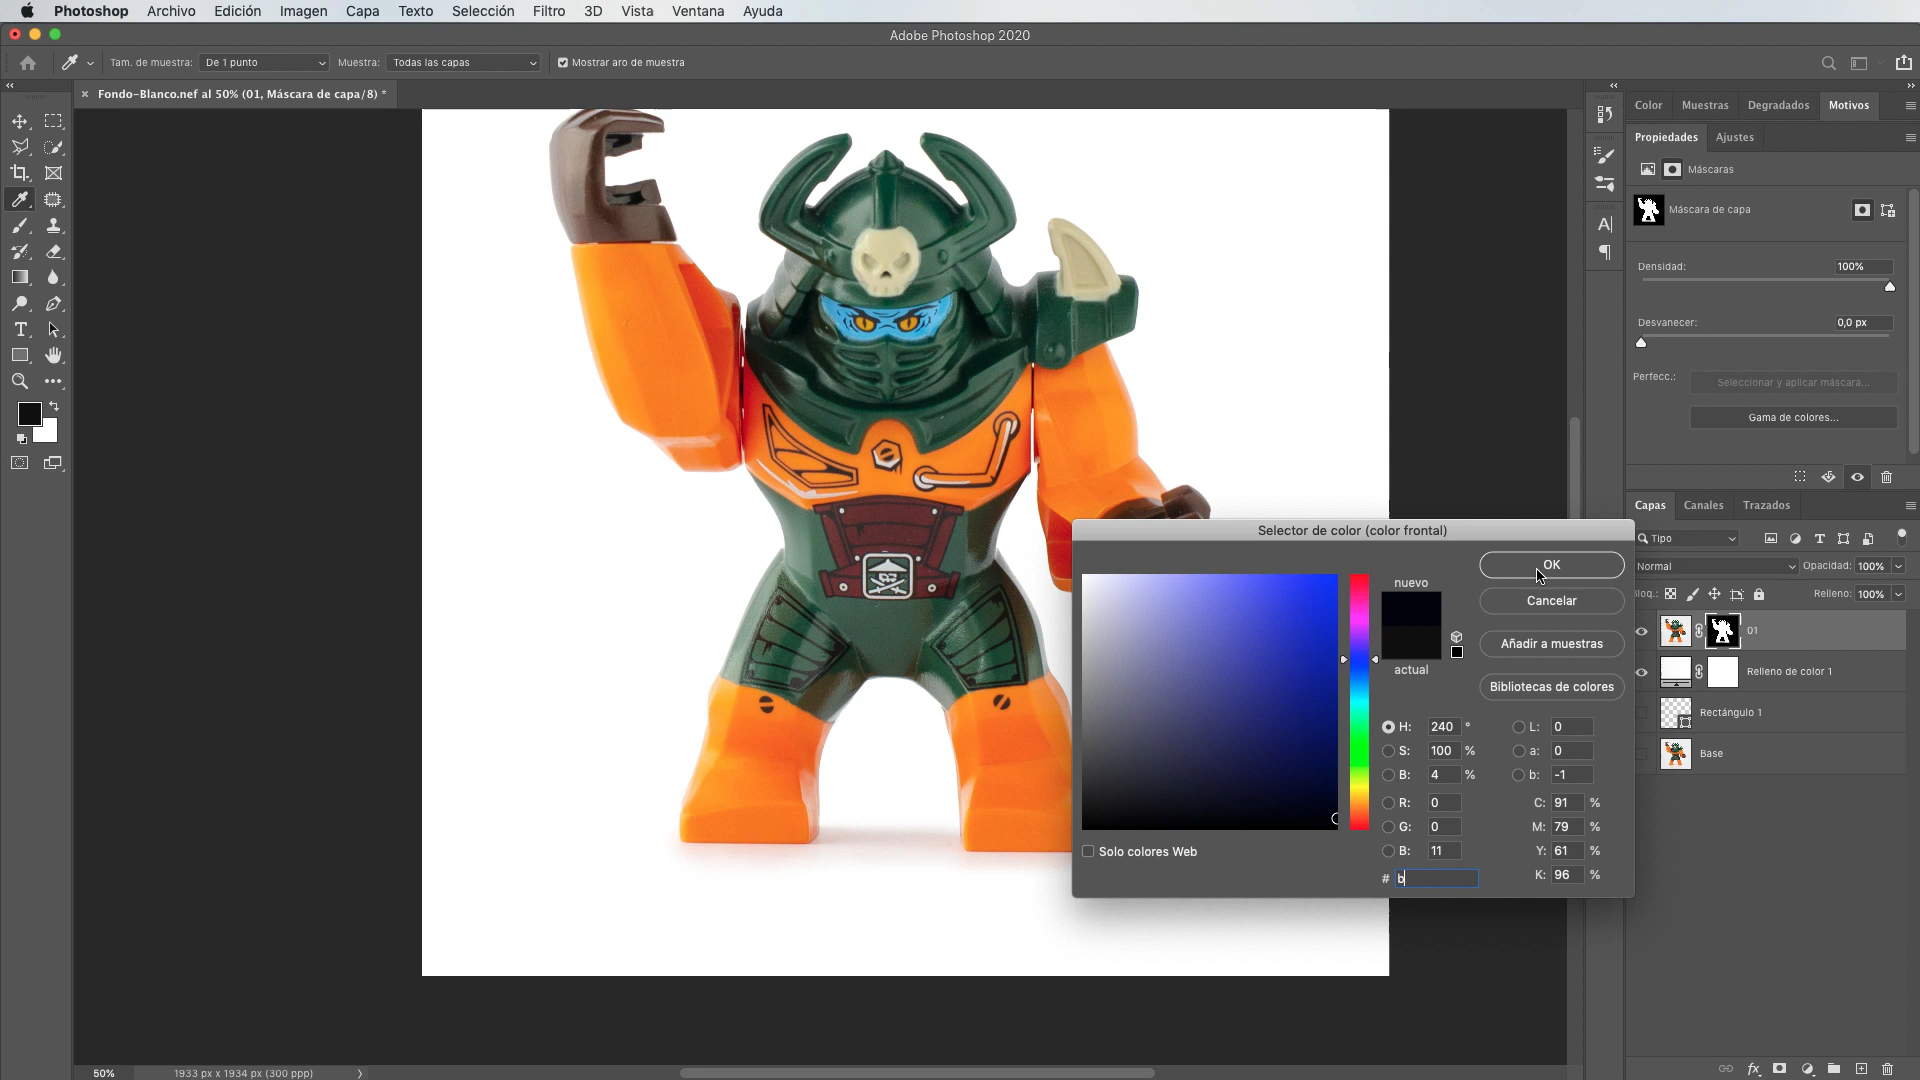 Photoshop Archivo Edición Imagen Capa Texto Selección Filtro 3D Vista Ventana Ayuda
Adobe Photoshop 2020
Tam. de muestra: De 1 punto Muestra: Todas las capas Mostrar aro de muestra
Fondo-Blanco.nef al 50% (01, Máscara de capa/8) *
Color Muestras Degradados Motivos
Propiedades Ajustes
Máscaras
Máscara de capa
Densidad: 100%
Desvanecer: 0,0 px
Perfecc.: Seleccionar y aplicar máscara...
Gama de colores...
Capas Canales Trazados
Tipo
Normal Opacidad: 100%
Relleno: 100%
01
Relleno de color 1
Rectángulo 1
Base
Selector de color (color frontal)
OK
nuevo
Cancelar
Añadir a muestras
actual
Bibliotecas de colores
H: 240 ° L: 0
S: 100 % a: 0
B: 4 % b: -1
R: 0 C: 91 %
G: 0 M: 79 %
B: 11 Y: 61 %
# b K: 96 %
Solo colores Web
50% 1933 px x 1934 px (300 ppp)